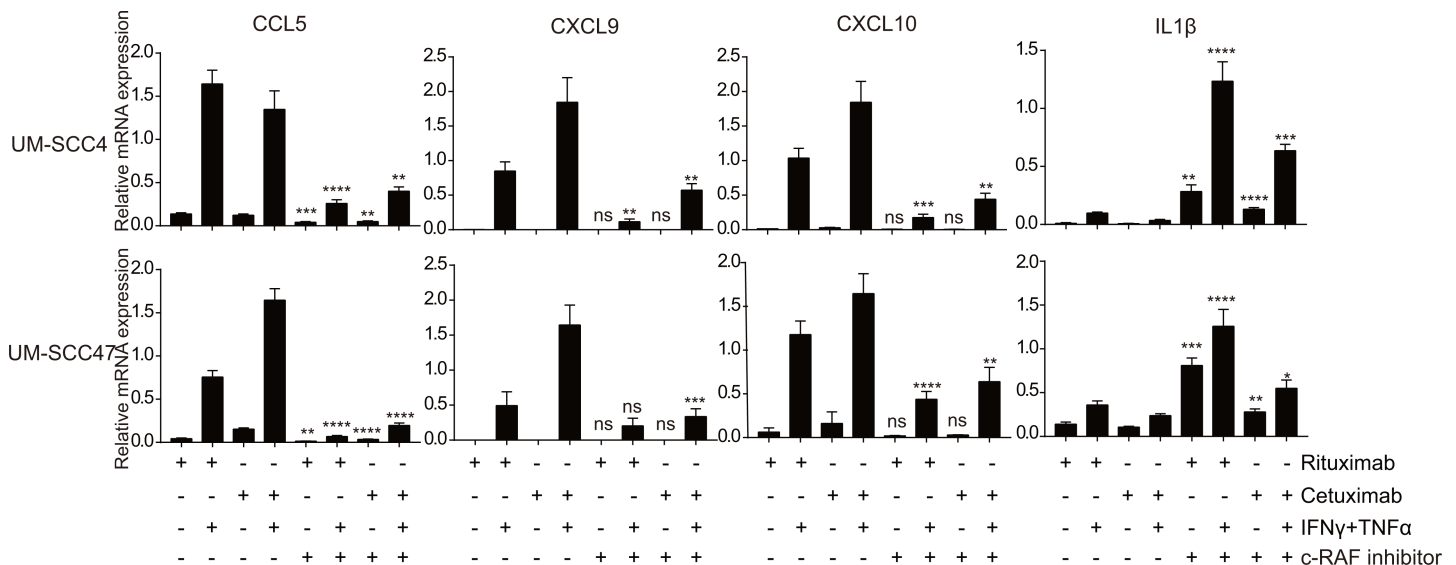 CCL5 CXCL9 CXCL10 IL1β
UM-SCC4
Relative mRNA expression
2.0
1.5
1.0
0.5
0.0
*** **** ** **
2.5
2.0
1.5
1.0
0.5
0.0
ns ** ns **
2.5
2.0
1.5
1.0
0.5
0.0
ns *** ns **
1.5
1.0
0.5
0.0
** **** **** ***
UM-SCC47
Relative mRNA expression
2.0
1.5
1.0
0.5
0.0
** **** **** ****
2.5
2.0
1.5
1.0
0.5
0.0
ns ns ns ***
2.0
1.5
1.0
0.5
0.0
ns **** ns **
2.0
1.5
1.0
0.5
0.0
*** **** ** *
+ + - - + + - - + + - - + + - - + + - - + + - - + + - - + + - - Rituximab
- - + + - - + + - - + + - - + + - - + + - - + + - - + + - - + + Cetuximab
- + - + - + - + - + - + - + - + - + - + - + - + - + - + - + - + IFNγ+TNFα
- - - - + + + + - - - - + + + + - - - - + + + + - - - - + + + + c-RAF inhibitor